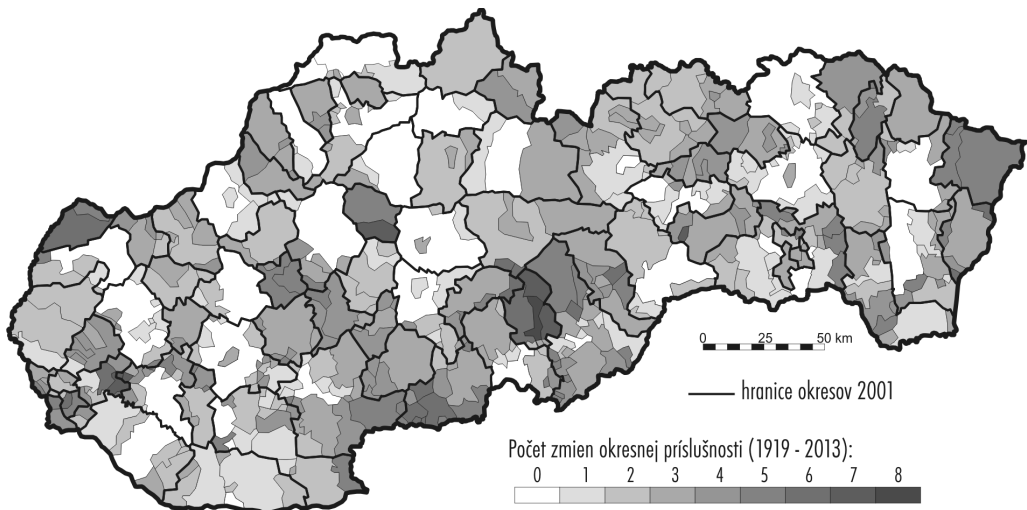 0 25 50 km
hranice okresov 2001
Počet zmien okresnej príslušnosti (1919 - 2013):
0 1 2 3 4 5 6 7 8